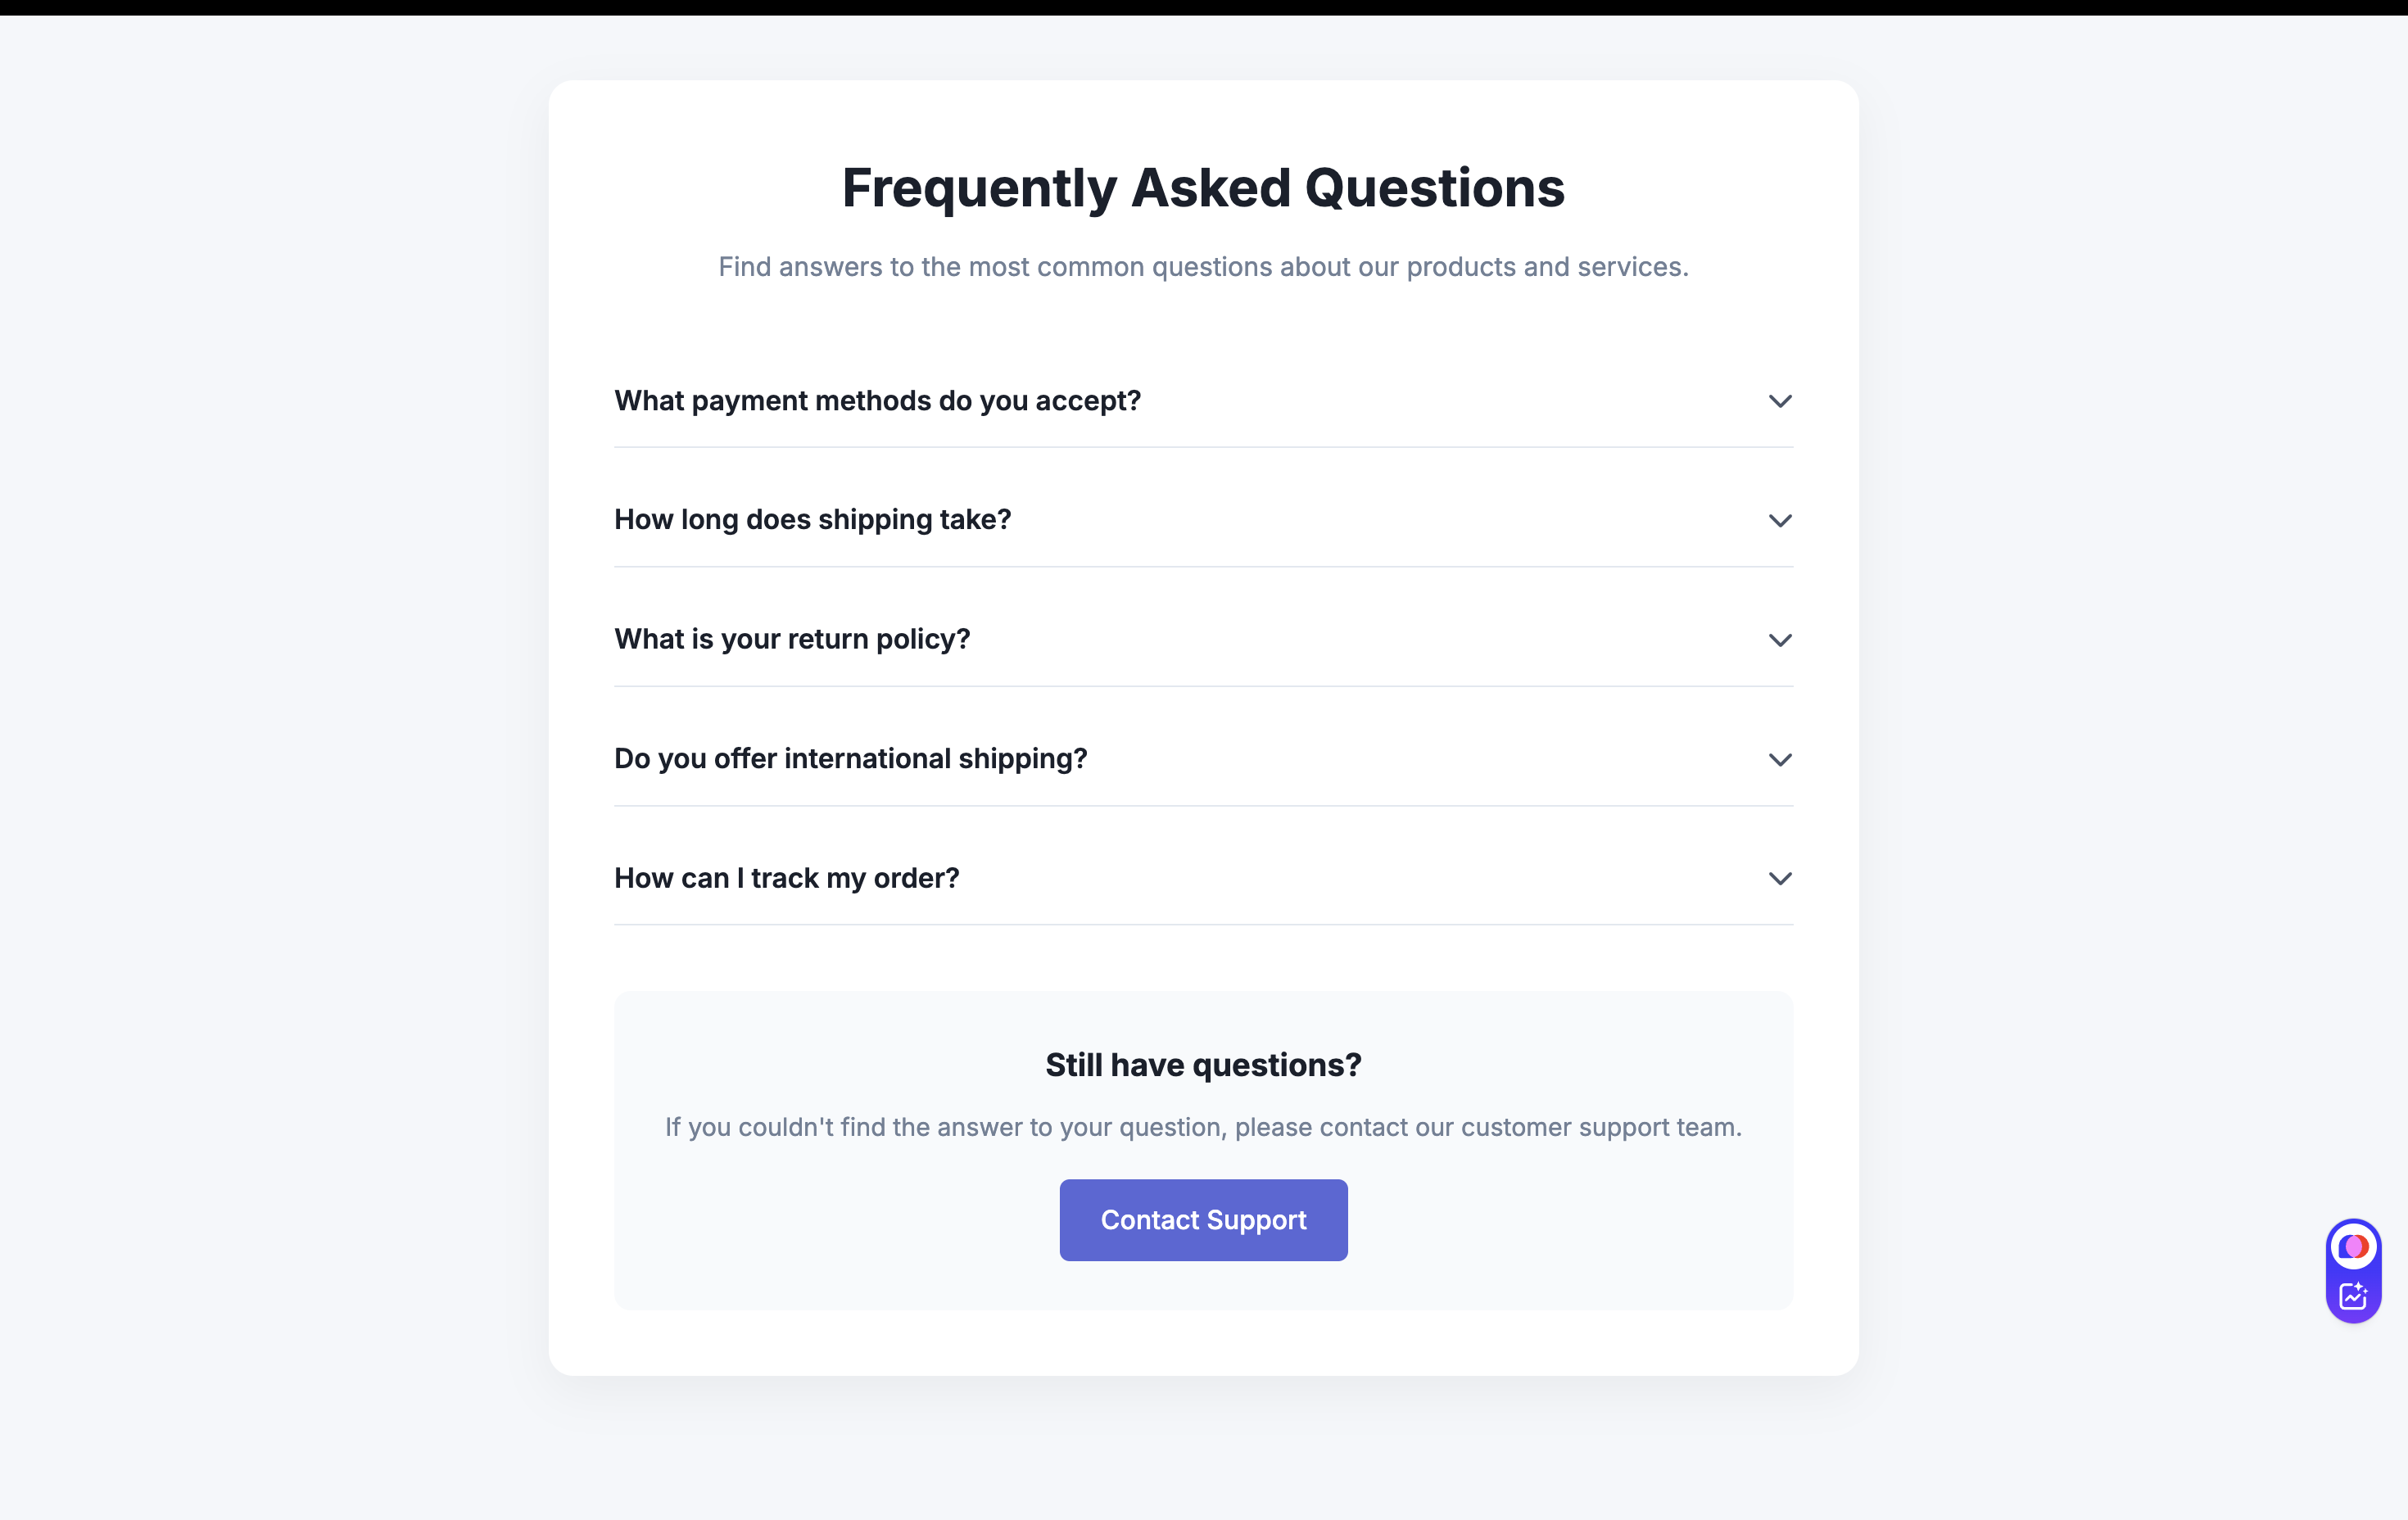 Frequently Asked Questions
Find answers to the most common questions about our products and services.
What payment methods do you accept?
How long does shipping take?
What is your return policy?
Do you offer international shipping?
How can I track my order?
Still have questions?
If you couldn't find the answer to your question, please contact our customer support team.
Contact Support